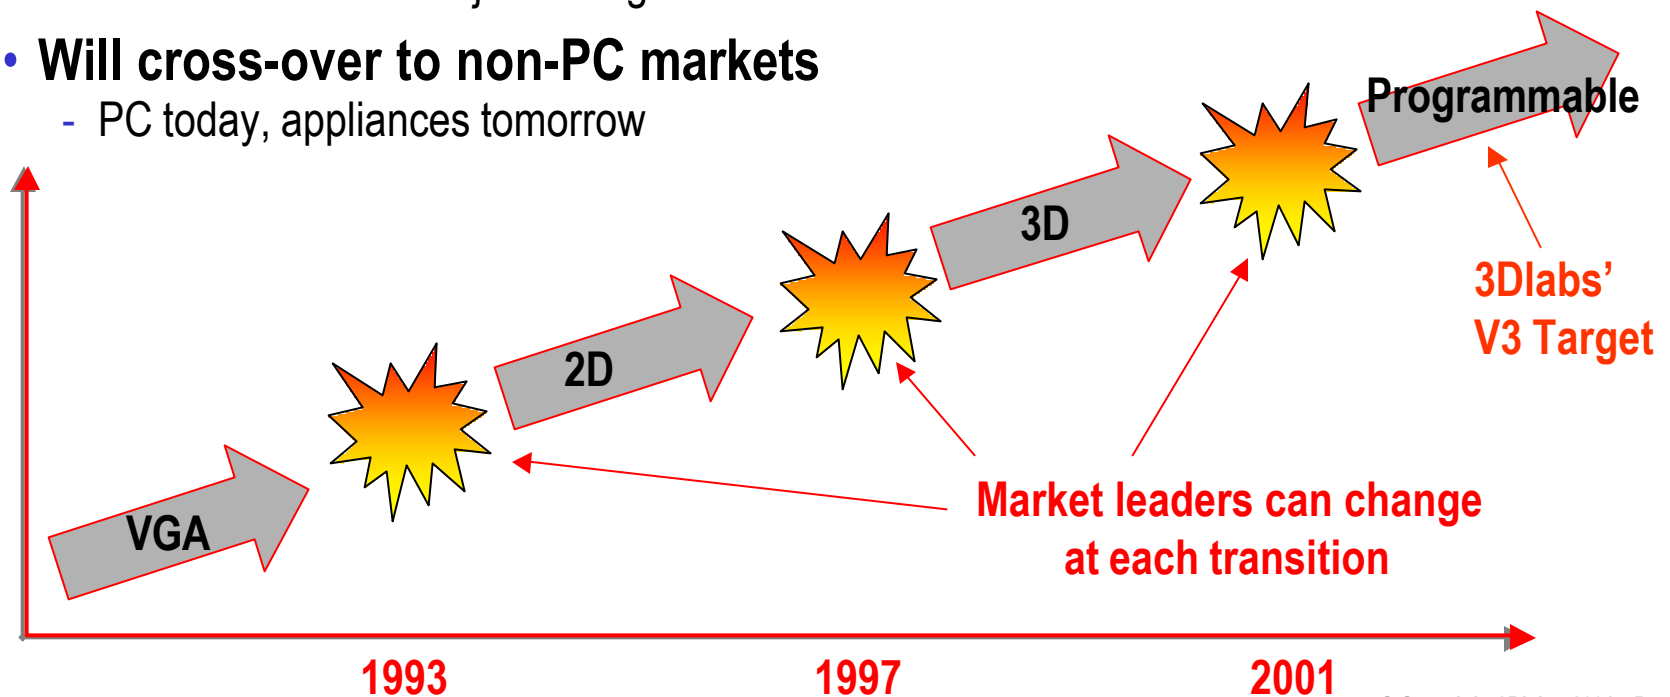 • Will cross-over to non-PC markets
- PC today, appliances tomorrow
Programmable
3D
3Dlabs’
V3 Target
2D
VGA
Market leaders can change
at each transition
1993
1997
2001